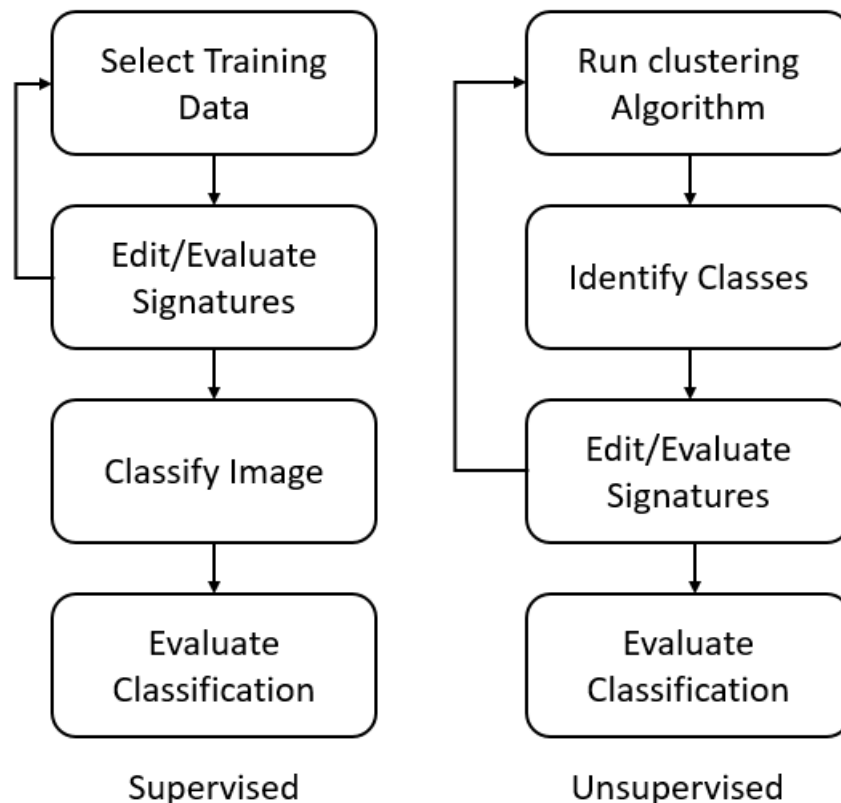 Select Training
Data
Edit/Evaluate
Signatures
Classify Image
Evaluate
Classification
Supervised
Run clustering
Algorithm
Identify Classes
Edit/Evaluate
Signatures
Evaluate
Classification
Unsupervised